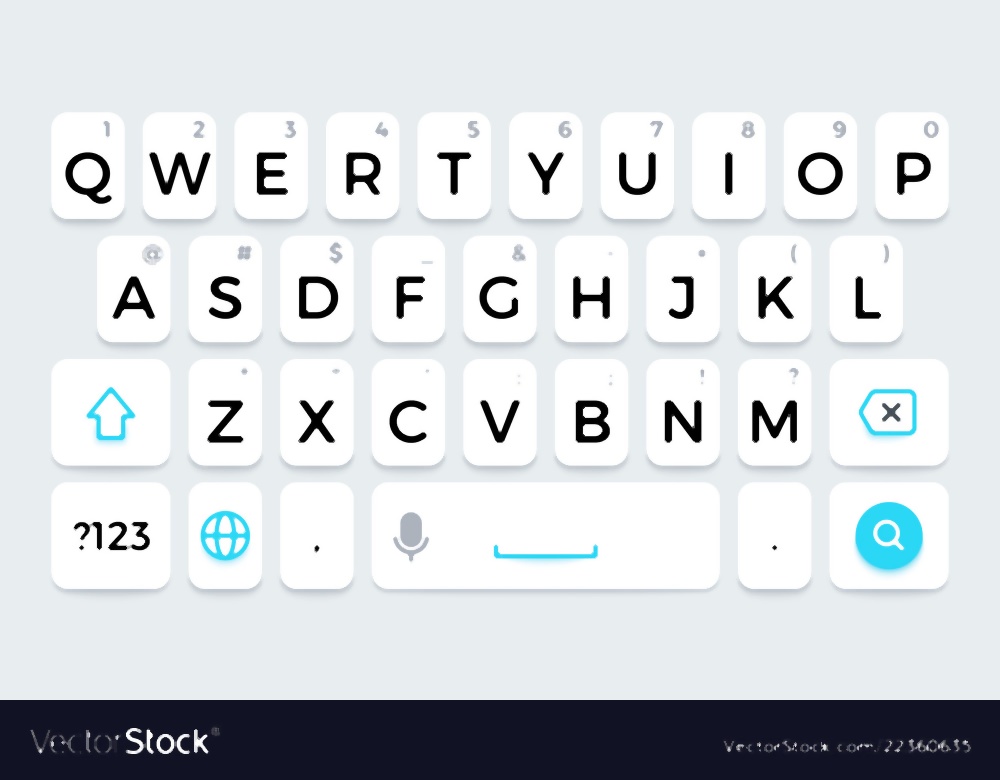 1 2 3 4 5 6 7 8 9 0
Q W E R T Y U I O P
@ # $ _ & ( )
A S D F G H J K L
! ?
Z X C V B N M
?123 , .
VectorStock®
VectorStock.com/22360635